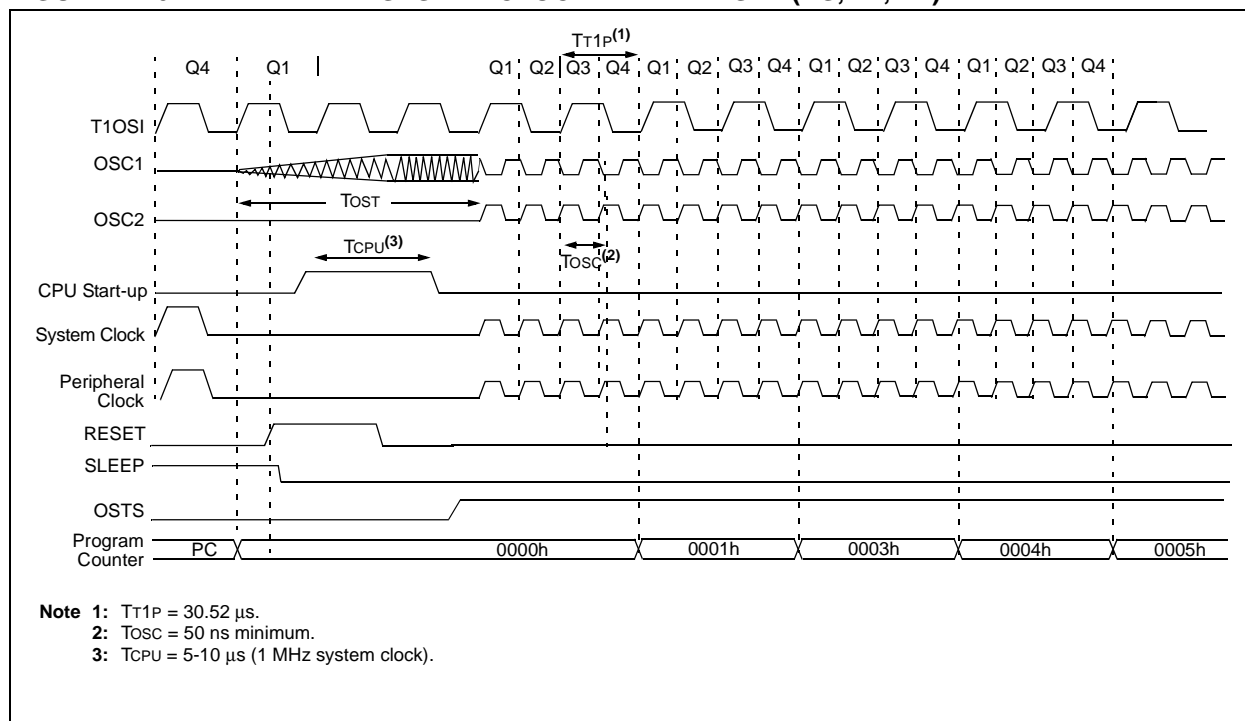 TT1P(1)
Q4 Q1 Q1 Q2 Q3 Q4 Q1 Q2 Q3 Q4 Q1 Q2 Q3 Q4 Q1 Q2 Q3 Q4
T1OSI
OSC1
TOST
OSC2
TCPU(3)
TOSC(2)
CPU Start-up
System Clock
Peripheral
Clock
RESET
SLEEP
OSTS
Program
Counter
PC 0000h 0001h 0003h 0004h 0005h
Note 1: TT1P = 30.52 μs.
2: TOSC = 50 ns minimum.
3: TCPU = 5-10 μs (1 MHz system clock).